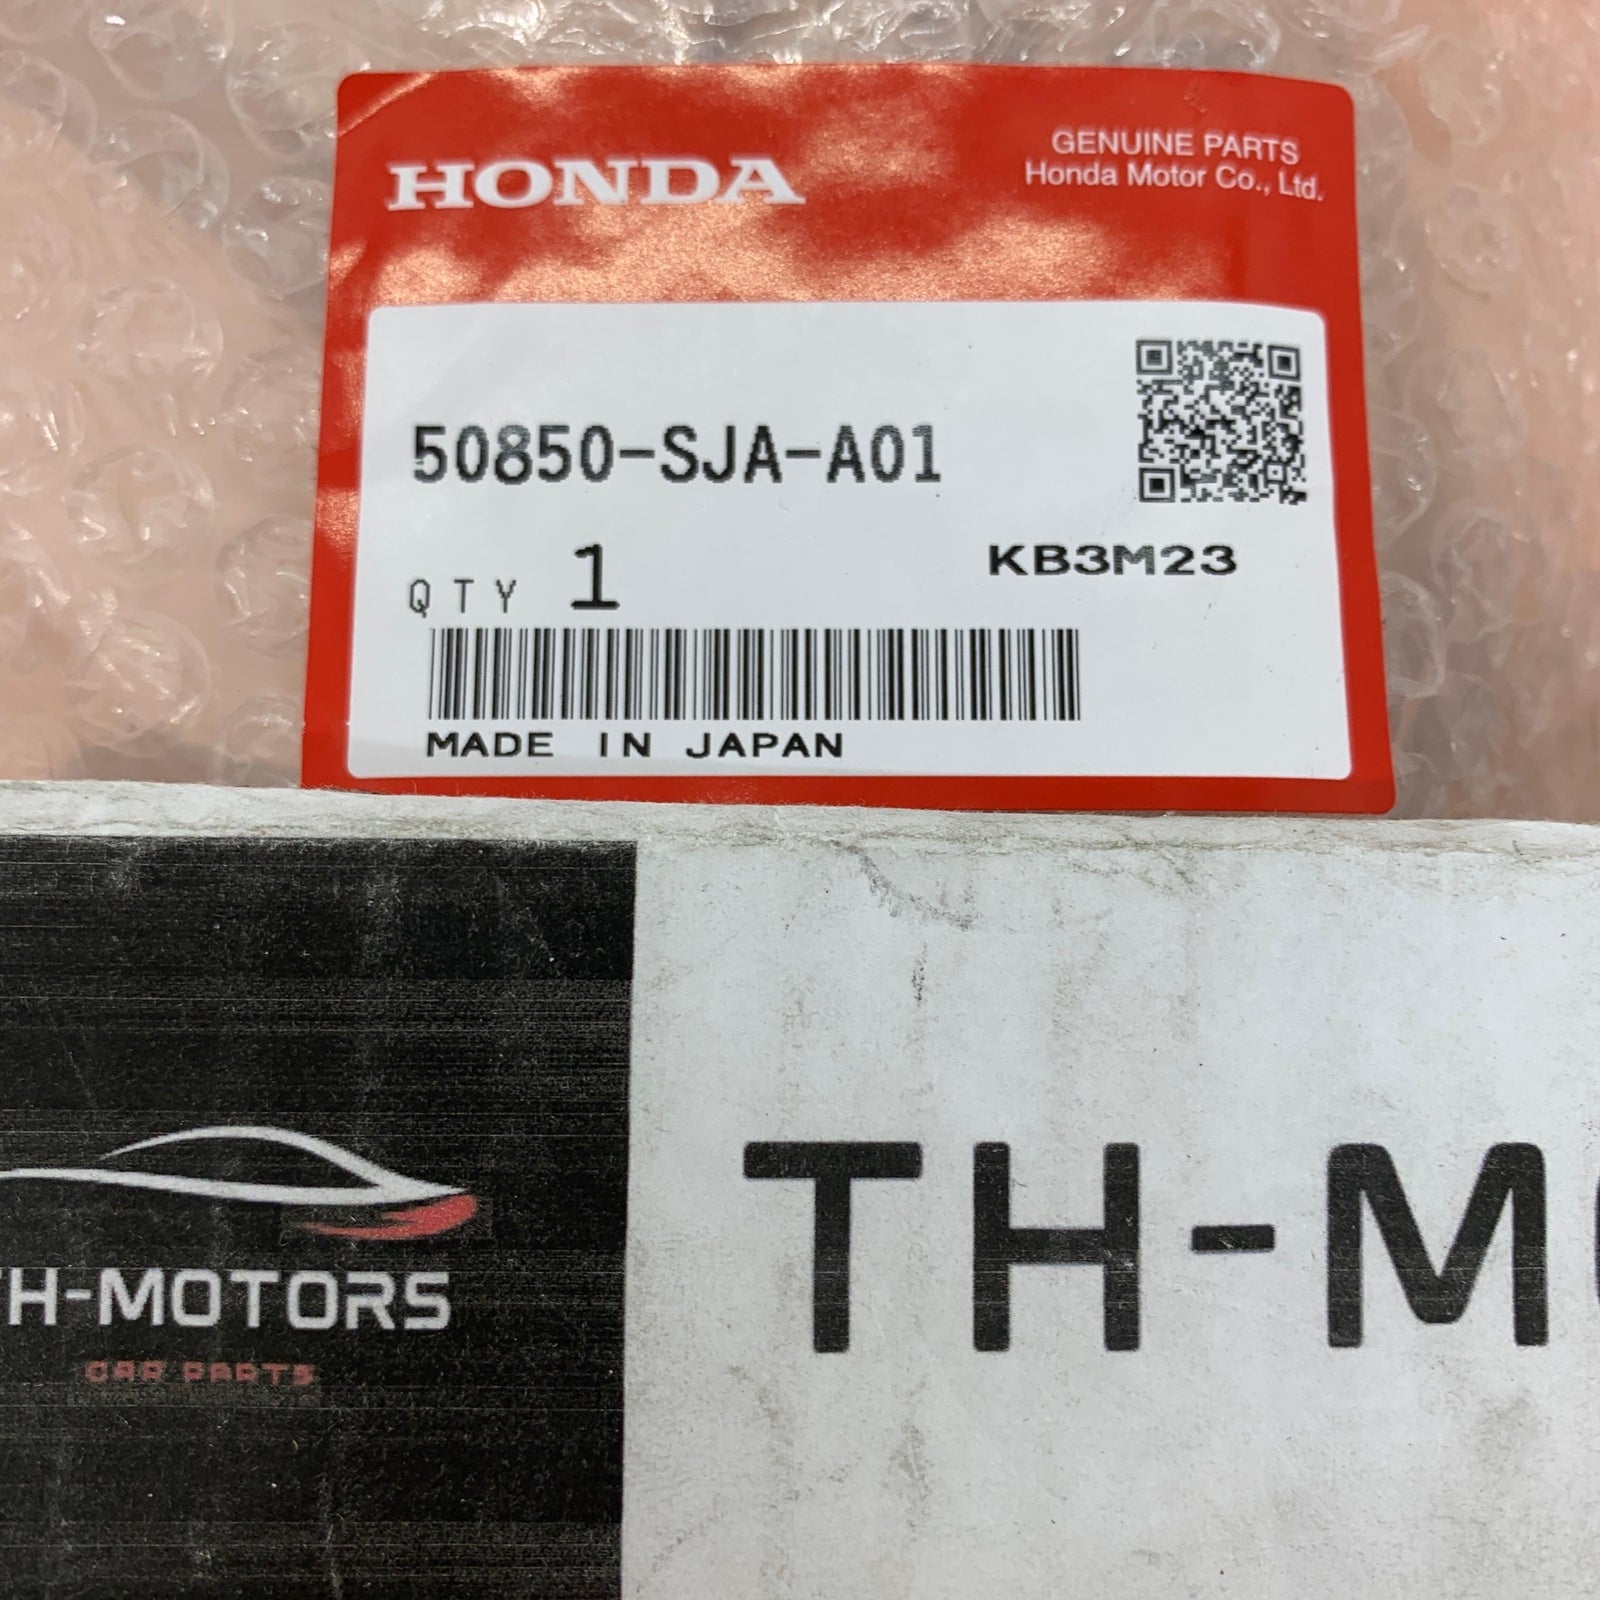 HONDA
GENUINE PARTS
Honda Motor Co., Ltd.
50850-SJA-A01
QTY 1
KB3M23
MADE IN JAPAN
TH-M
H-MOTORS
CAR PARTS